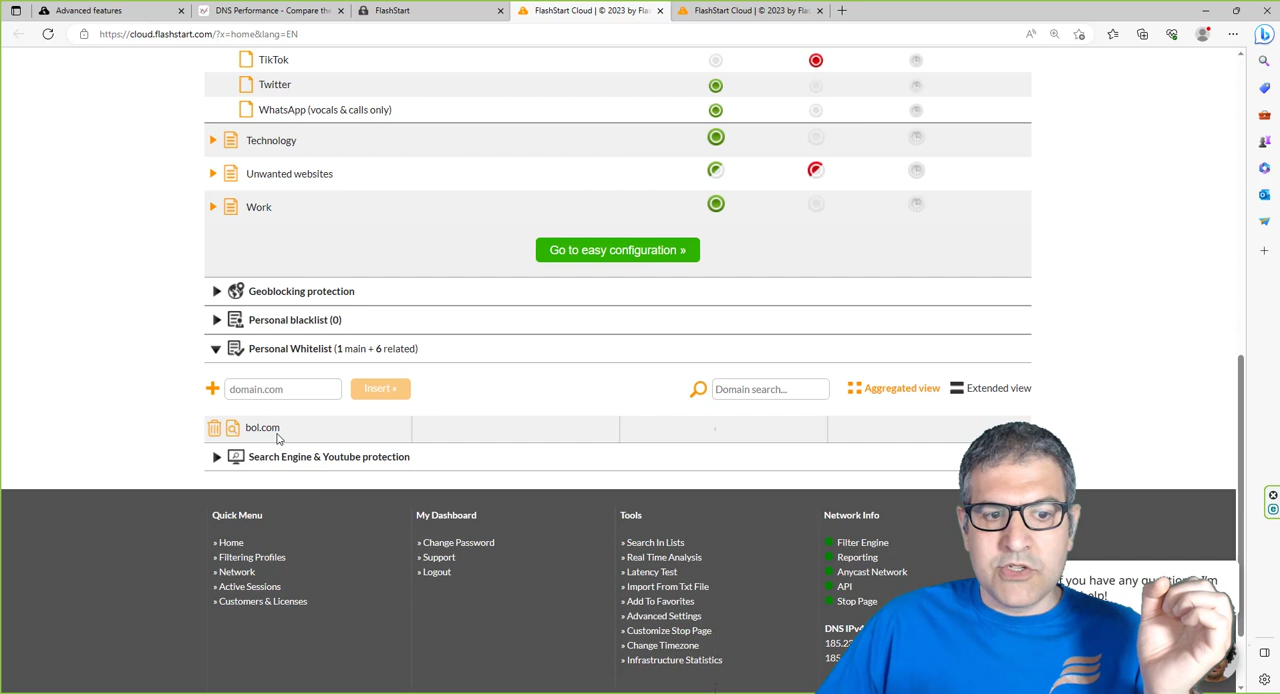 Advanced features
DNS Performance - Compare the
FlashStart
FlashStart Cloud | © 2023 by Fla
FlashStart Cloud | © 2023 by Fla
https://cloud.flashstart.com/?x=home&lang=EN
TikTok
Twitter
WhatsApp (vocals & calls only)
Technology
Unwanted websites
Work
Go to easy configuration »
Geoblocking protection
Personal blacklist (0)
Personal Whitelist (1 main + 6 related)
domain.com
Insert »
Domain search...
Aggregated view
Extended view
bol.com
Search Engine & Youtube protection
Quick Menu
» Home
» Filtering Profiles
» Network
» Active Sessions
» Customers & Licenses
My Dashboard
» Change Password
» Support
» Logout
Tools
» Search In Lists
» Real Time Analysis
» Latency Test
» Import From Txt File
» Add To Favorites
» Advanced Settings
» Customize Stop Page
» Change Timezone
» Infrastructure Statistics
Network Info
Filter Engine
Reporting
Anycast Network
API
Stop Page
DNS IPv
185.23
185.
f you have any question I'm
help!